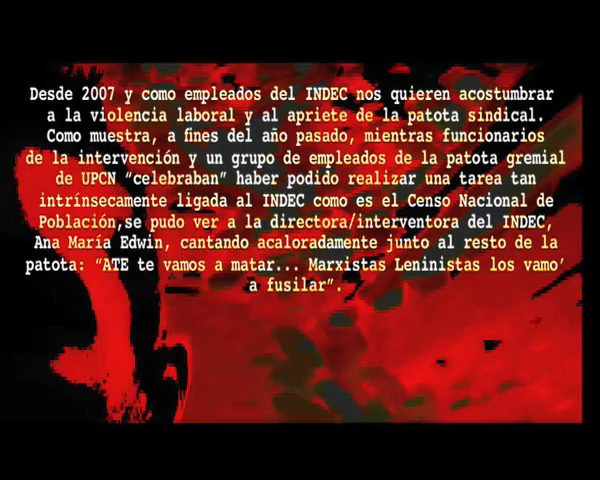 Desde 2007 y como empleados del INDEC nos quieren acostumbrar
a la violencia laboral y al apriete de la patota sindical.
Como muestra, a fines del año pasado, mientras funcionarios
de la intervención y un grupo de empleados de la patota gremial
de UPCN “celebraban” haber podido realizar una tarea tan
intrínsecamente ligada al INDEC como es el Censo Nacional de
Población,se pudo ver a la directora/interventora del INDEC,
Ana María Edwin, cantando acaloradamente junto al resto de la
patota: “ATE te vamos a matar... Marxistas Leninistas los vamo’
a fusilar”.